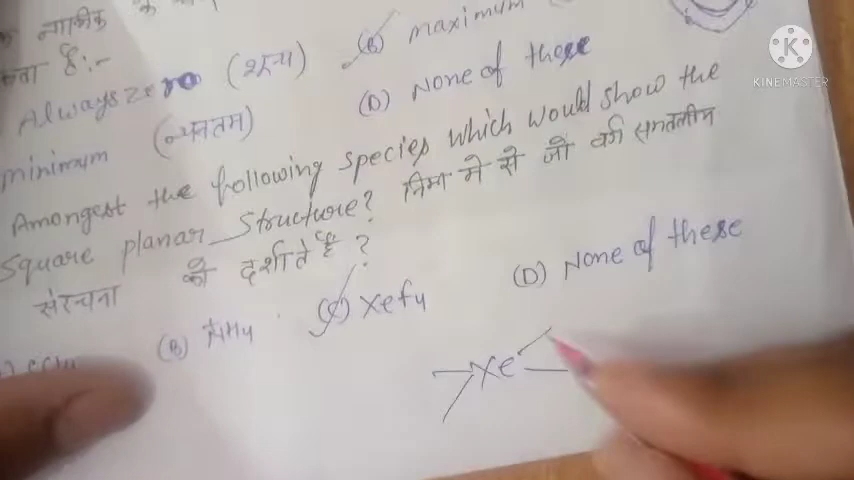 के
कता है:-
Always zero (शून्य) (B) maximum
minimum (न्यूनतम) (D) None of these
Amongest the following species which would show the
Square planar structure? निम्न मे से जो वर्ग समतलीय
संरचना को दर्शाते है ?
(B) (C) XeF4 (D) None of these
Xe
KINEMASTER